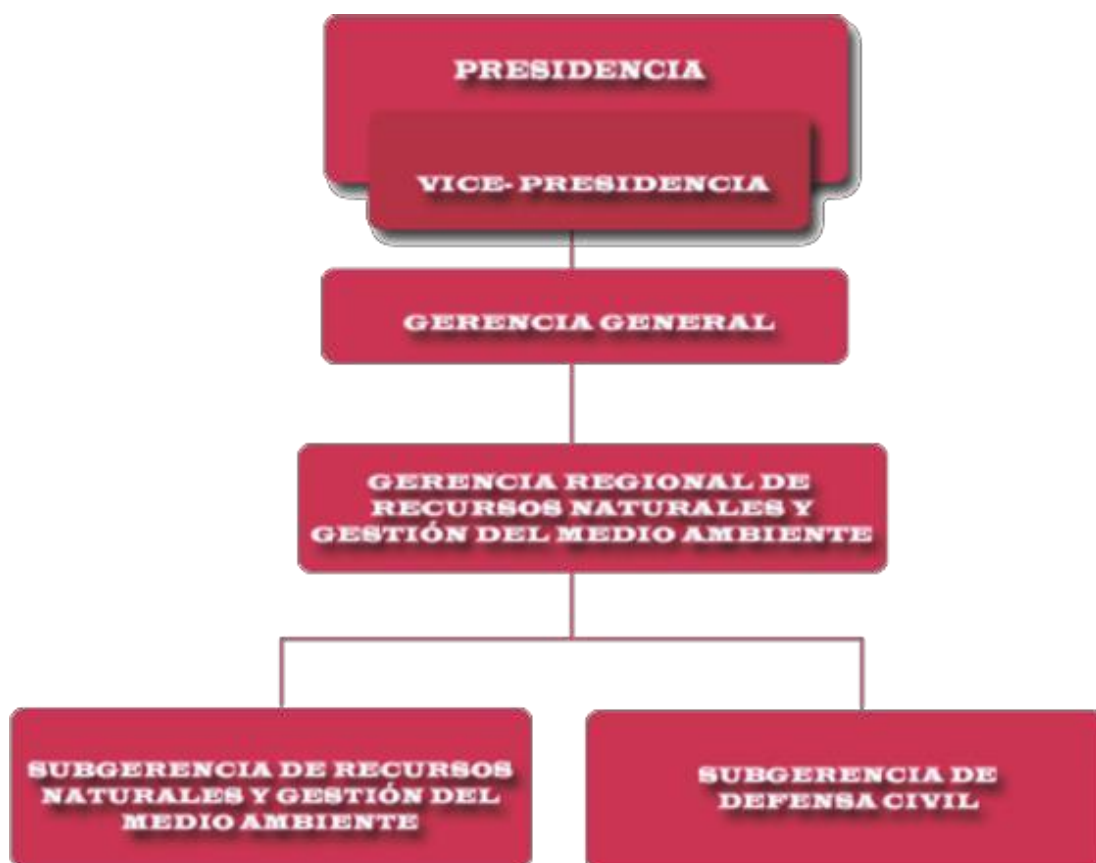 PRESIDENCIA
VICE- PRESIDENCIA
GERENCIA GENERAL
GERENCIA REGIONAL DE
RECURSOS NATURALES Y
GESTIÓN DEL MEDIO AMBIENTE
SUBGERENCIA DE RECURSOS
NATURALES Y GESTIÓN DEL
MEDIO AMBIENTE
SUBGERENCIA DE
DEFENSA CIVIL